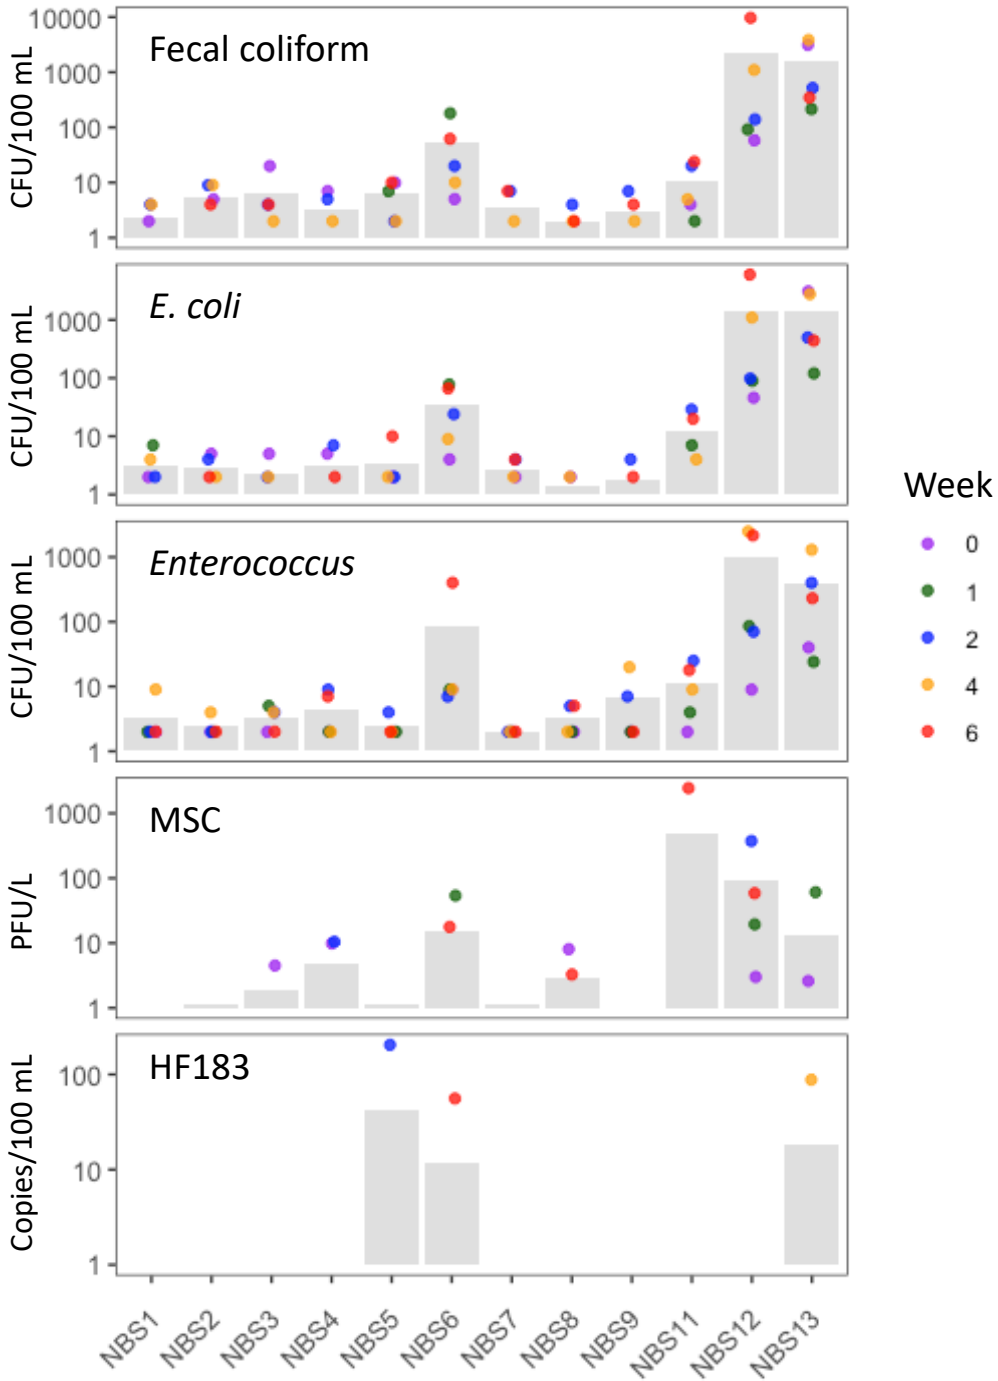 Fecal coliform
CFU/100 mL
10000
1000
100
10
1
E. coli
CFU/100 mL
1000
100
10
1
Enterococcus
CFU/100 mL
1000
100
10
1
MSC
PFU/L
1000
100
10
1
HF183
Copies/100 mL
100
10
1
NBS1
NBS2
NBS3
NBS4
NBS5
NBS6
NBS7
NBS8
NBS9
NBS11
NBS12
NBS13
Week
0
1
2
4
6